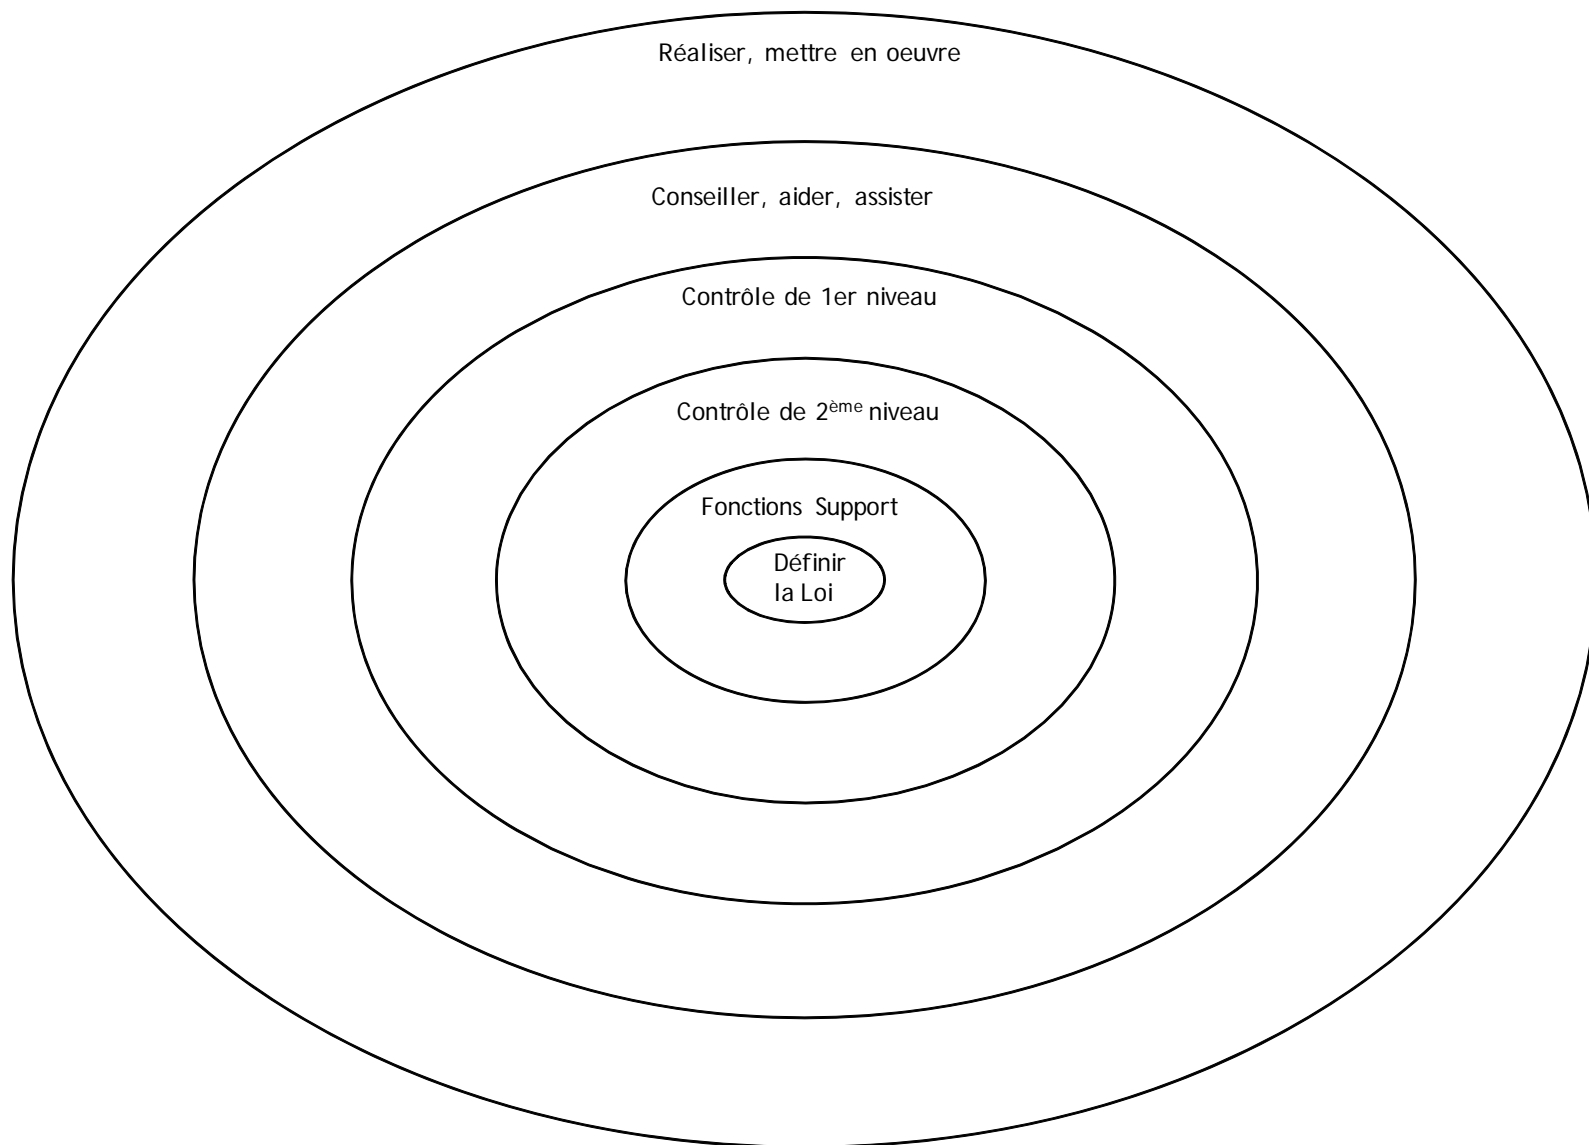 Réaliser, mettre en oeuvre
Conseiller, aider, assister
Contrôle de 1er niveau
Contrôle de 2ème niveau
Fonctions Support
Définir
la Loi